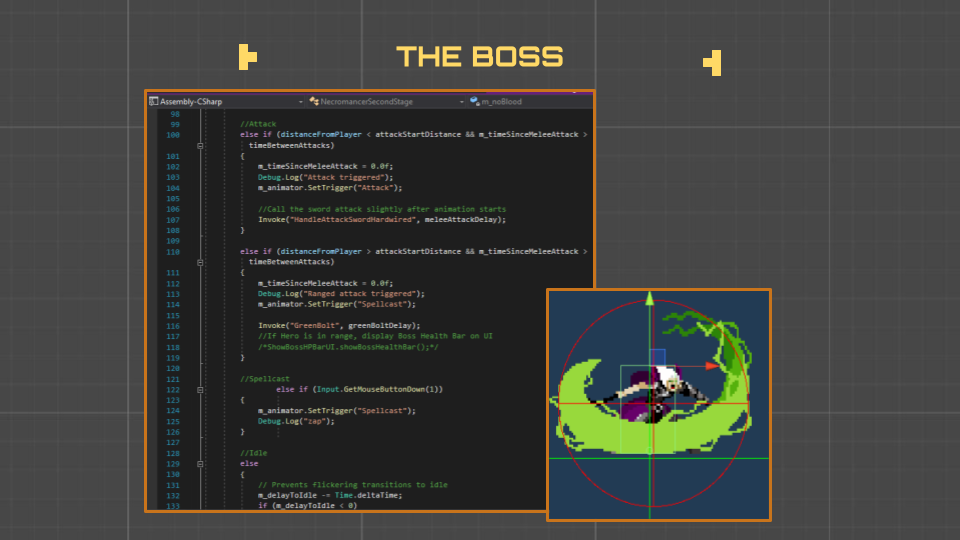 THE BOSS
Assembly-CSharp NecromancerSecondStage m_noBlood
98
99 //Attack
100 else if (distanceFromPlayer < attackStartDistance && m_timeSinceMeleeAttack >
timeBetweenAttacks)
101 {
102 m_timeSinceMeleeAttack = 0.0f;
103 Debug.Log("Attack triggered");
104 m_animator.SetTrigger("Attack");
105
106 //Call the sword attack slightly after animation starts
107 Invoke("HandleAttackSwordHardwired", meleeAttackDelay);
108 }
109
110 else if (distanceFromPlayer > attackStartDistance && m_timeSinceMeleeAttack >
timeBetweenAttacks)
111 {
112 m_timeSinceMeleeAttack = 0.0f;
113 Debug.Log("Ranged attack triggered");
114 m_animator.SetTrigger("Spellcast");
115
116 Invoke("GreenBolt", greenBoltDelay);
117 //If Hero is in range, display Boss Health Bar on UI
118 /*ShowBossHPBarUI.showBossHealthBar();*/
119 }
120
121 //Spellcast
122 else if (Input.GetMouseButtonDown(1))
123 {
124 m_animator.SetTrigger("Spellcast");
125 Debug.Log("zap");
126 }
127
128 //Idle
129 else
130 {
131 // Prevents flickering transitions to idle
132 m_delayToIdle -= Time.deltaTime;
133 if (m_delayToIdle < 0)